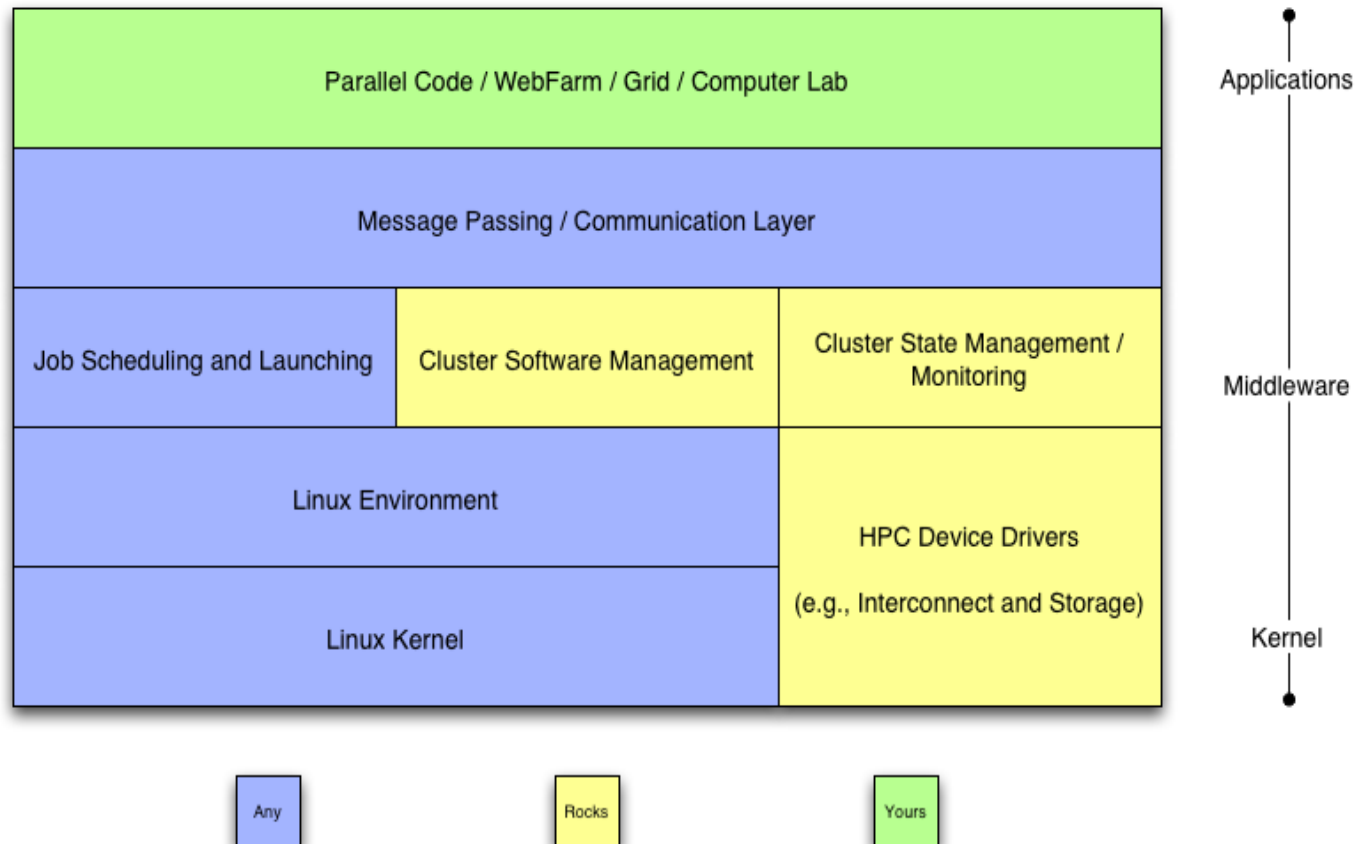 Parallel Code / WebFarm / Grid / Computer Lab
Applications
Message Passing / Communication Layer
Job Scheduling and Launching
Cluster Software Management
Cluster State Management /
Monitoring
Middleware
Linux Environment
HPC Device Drivers
(e.g., Interconnect and Storage)
Linux Kernel
Kernel
Any
Rocks
Yours